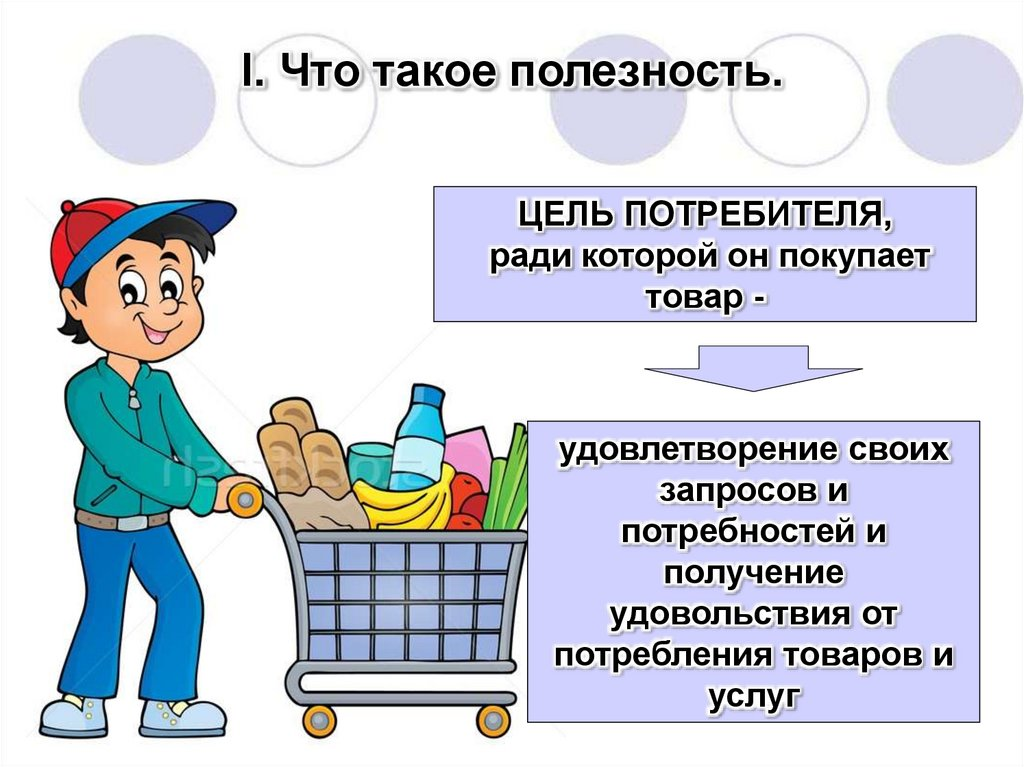 I. Что такое полезность.
ЦЕЛЬ ПОТРЕБИТЕЛЯ,
ради которой он покупает
товар -
удовлетворение своих
запросов и
потребностей и
получение
удовольствия от
потребления товаров и
услуг